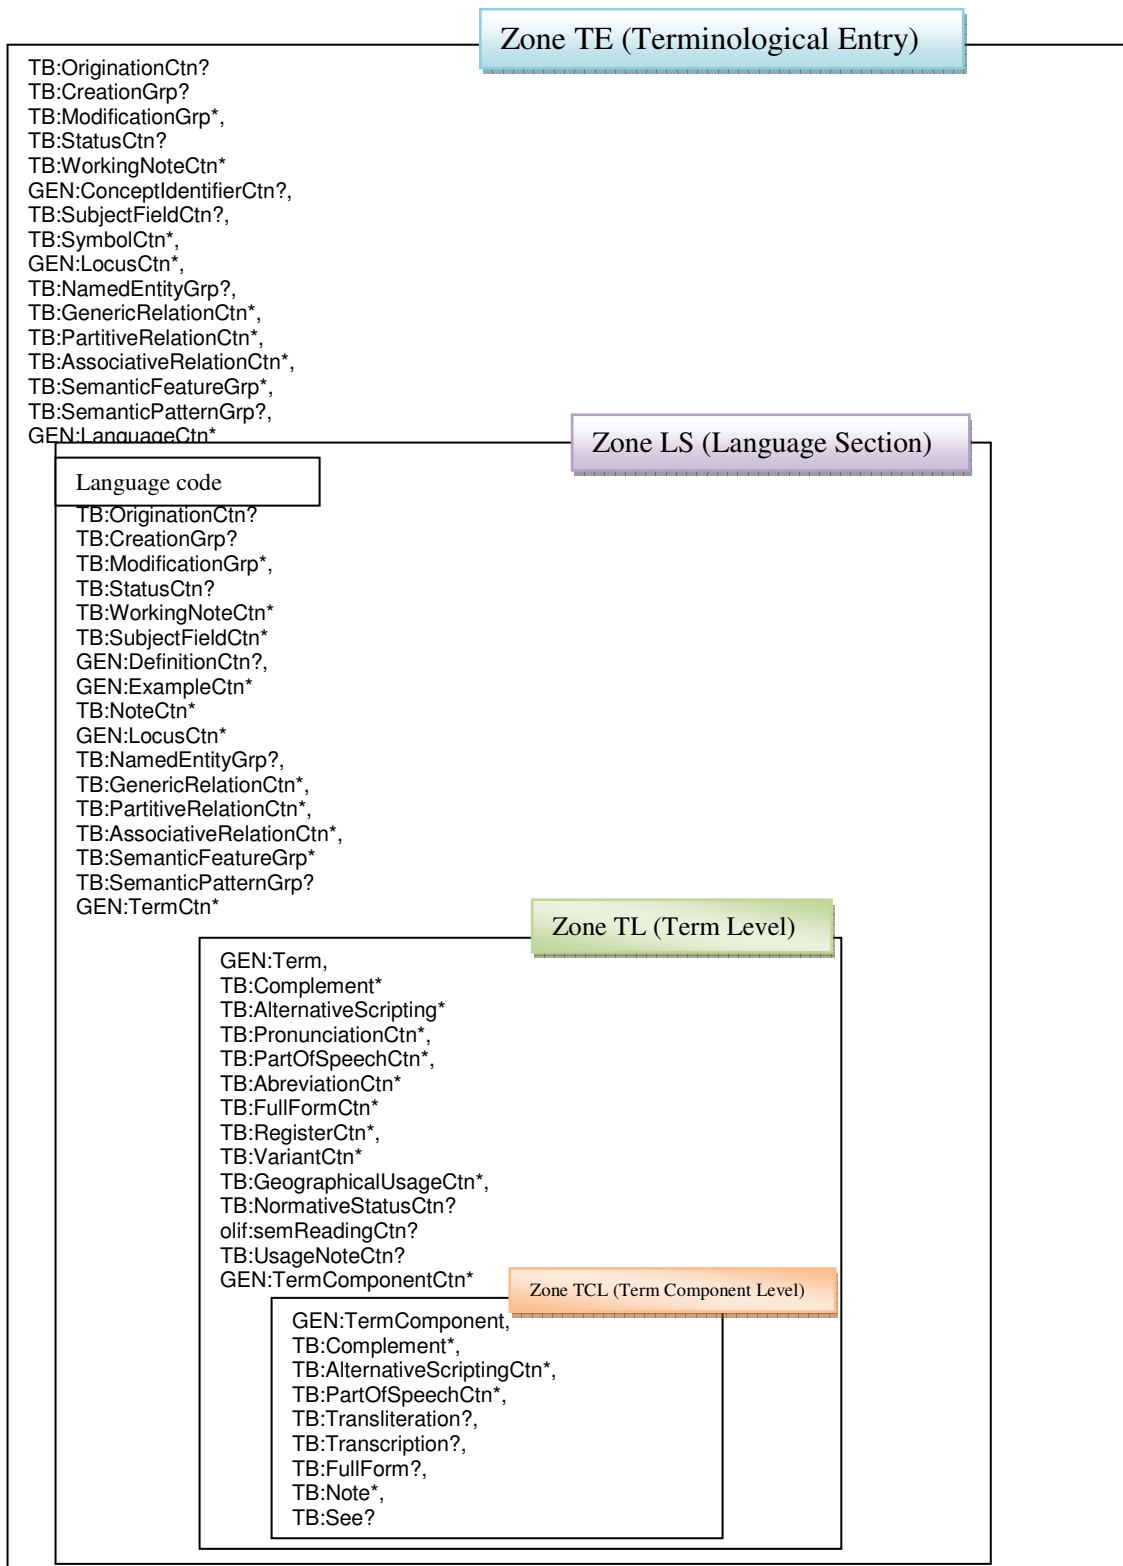 Zone TE (Terminological Entry)
TB:OriginationCtn?
TB:CreationGrp?
TB:ModificationGrp*,
TB:StatusCtn?
TB:WorkingNoteCtn*
GEN:ConceptIdentifierCtn?,
TB:SubjectFieldCtn?,
TB:SymbolCtn*,
GEN:LocusCtn*,
TB:NamedEntityGrp?,
TB:GenericRelationCtn*,
TB:PartitiveRelationCtn*,
TB:AssociativeRelationCtn*,
TB:SemanticFeatureGrp*,
TB:SemanticPatternGrp?,
GEN:LanguageCtn*
Zone LS (Language Section)
Language code
TB:OriginationCtn?
TB:CreationGrp?
TB:ModificationGrp*,
TB:StatusCtn?
TB:WorkingNoteCtn*
TB:SubjectFieldCtn*
GEN:DefinitionCtn?,
GEN:ExampleCtn*
TB:NoteCtn*
GEN:LocusCtn*
TB:NamedEntityGrp?,
TB:GenericRelationCtn*,
TB:PartitiveRelationCtn*,
TB:AssociativeRelationCtn*,
TB:SemanticFeatureGrp*
TB:SemanticPatternGrp?
GEN:TermCtn*
Zone TL (Term Level)
GEN:Term,
TB:Complement*
TB:AlternativeScripting*
TB:PronunciationCtn*,
TB:PartOfSpeechCtn*,
TB:AbreviationCtn*
TB:FullFormCtn*
TB:RegisterCtn*,
TB:VariantCtn*
TB:GeographicalUsageCtn*,
TB:NormativeStatusCtn?
olif:semReadingCtn?
TB:UsageNoteCtn?
GEN:TermComponentCtn*
Zone TCL (Term Component Level)
GEN:TermComponent,
TB:Complement*,
TB:AlternativeScriptingCtn*,
TB:PartOfSpeechCtn*,
TB:Transliteration?,
TB:Transcription?,
TB:FullForm?,
TB:Note*,
TB:See?